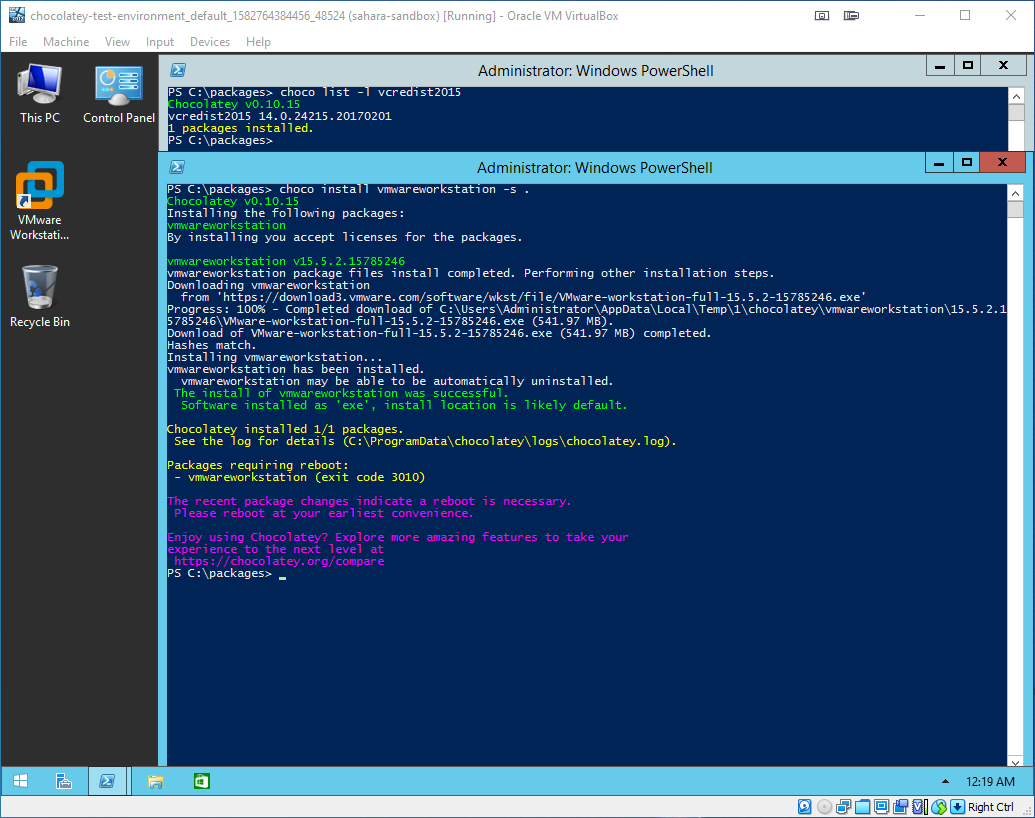 chocolatey-test-environment_default_1582764384456_48524 (sahara-sandbox) [Running] - Oracle VM VirtualBox
File Machine View Input Devices Help
This PC
Control Panel
VMware
Workstati...
Recycle Bin
Administrator: Windows PowerShell
PS C:\packages> choco list -l vcredist2015
Chocolatey v0.10.15
vcredist2015 14.0.24215.20170201
1 packages installed.
PS C:\packages>
Administrator: Windows PowerShell
PS C:\packages> choco install vmwareworkstation -s .
Chocolatey v0.10.15
Installing the following packages:
vmwareworkstation
By installing you accept licenses for the packages.
vmwareworkstation v15.5.2.15785246
vmwareworkstation package files install completed. Performing other installation steps.
Downloading vmwareworkstation
from 'https://download3.vmware.com/software/wkst/file/VMware-workstation-full-15.5.2-15785246.exe'
Progress: 100% - Completed download of C:\Users\Administrator\AppData\Local\Temp\1\chocolatey\vmwareworkstation\15.5.2.1
5785246\VMware-workstation-full-15.5.2-15785246.exe (541.97 MB).
Download of VMware-workstation-full-15.5.2-15785246.exe (541.97 MB) completed.
Hashes match.
Installing vmwareworkstation...
vmwareworkstation has been installed.
vmwareworkstation may be able to be automatically uninstalled.
The install of vmwareworkstation was successful.
Software installed as 'exe', install location is likely default.
Chocolatey installed 1/1 packages.
See the log for details (C:\ProgramData\chocolatey\logs\chocolatey.log).
Packages requiring reboot:
- vmwareworkstation (exit code 3010)
The recent package changes indicate a reboot is necessary.
Please reboot at your earliest convenience.
Enjoy using Chocolatey? Explore more amazing features to take your
experience to the next level at
https://chocolatey.org/compare
PS C:\packages> _
12:19 AM
Right Ctrl